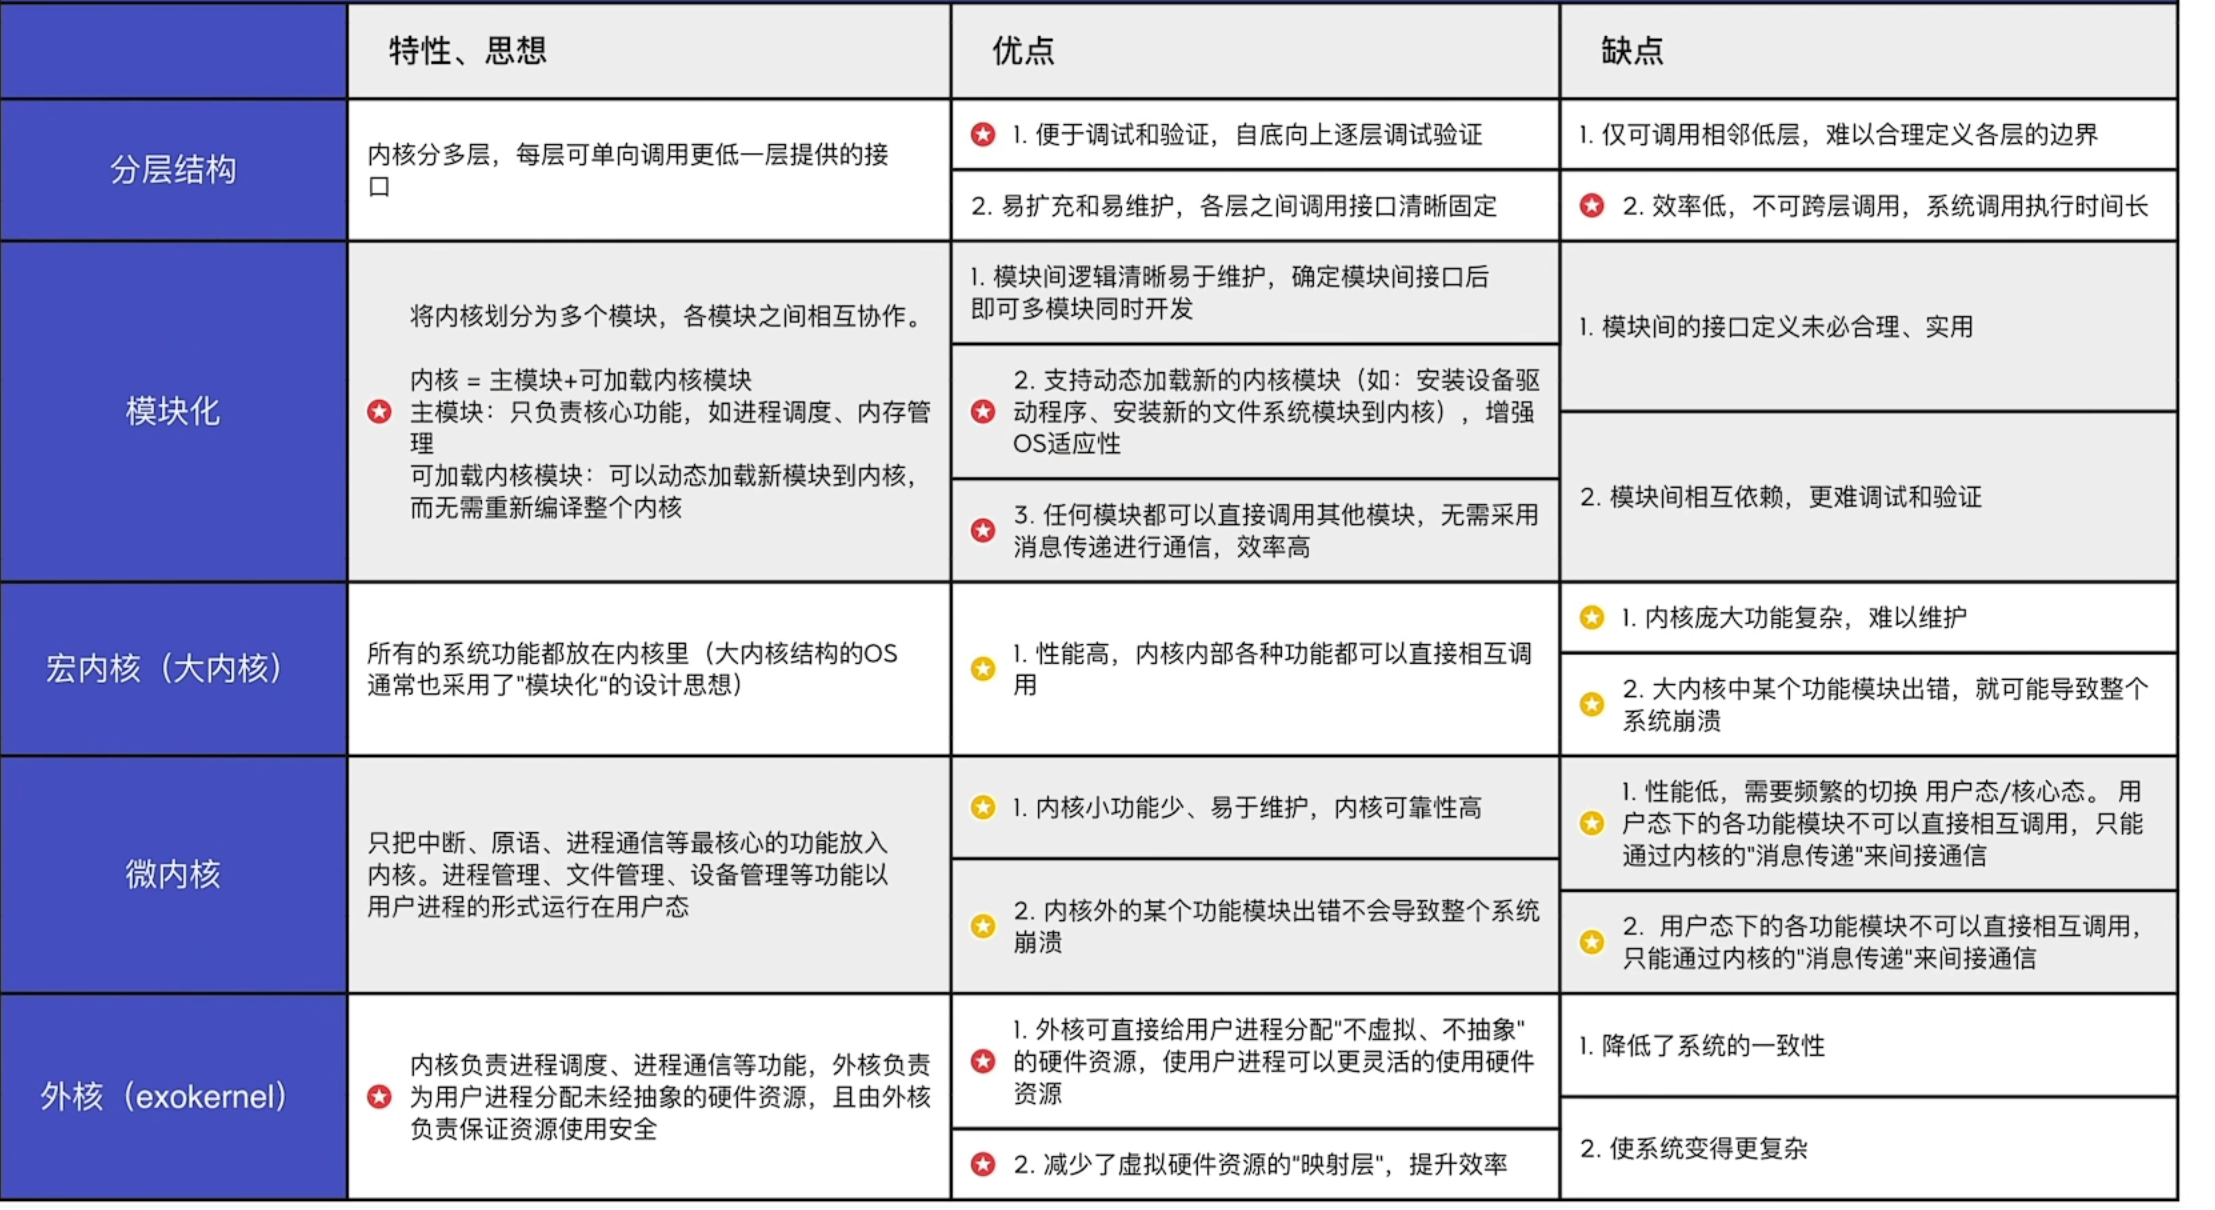 特性、思想
优点
缺点
分层结构
内核分多层，每层可单向调用更低一层提供的接
口
1. 便于调试和验证，自底向上逐层调试验证
2. 易扩充和易维护，各层之间调用接口清晰固定
1. 仅可调用相邻低层，难以合理定义各层的边界
2. 效率低，不可跨层调用，系统调用执行时间长
模块化
将内核划分为多个模块，各模块之间相互协作。
内核 = 主模块+可加载内核模块
主模块：只负责核心功能，如进程调度、内存管
理
可加载内核模块：可以动态加载新模块到内核，
而无需重新编译整个内核
1. 模块间逻辑清晰易于维护，确定模块间接口后
即可多模块同时开发
2. 支持动态加载新的内核模块（如：安装设备驱
动程序、安装新的文件系统模块到内核），增强
OS适应性
3. 任何模块都可以直接调用其他模块，无需采用
消息传递进行通信，效率高
1. 模块间的接口定义未必合理、实用
2. 模块间相互依赖，更难调试和验证
宏内核（大内核）
所有的系统功能都放在内核里（大内核结构的OS
通常也采用了"模块化"的设计思想）
1. 性能高，内核内部各种功能都可以直接相互调
用
1. 内核庞大功能复杂，难以维护
2. 大内核中某个功能模块出错，就可能导致整个
系统崩溃
微内核
只把中断、原语、进程通信等最核心的功能放入
内核。进程管理、文件管理、设备管理等功能以
用户进程的形式运行在用户态
1. 内核小功能少、易于维护，内核可靠性高
2. 内核外的某个功能模块出错不会导致整个系统
崩溃
1. 性能低，需要频繁的切换 用户态/核心态。 用
户态下的各功能模块不可以直接相互调用，只能
通过内核的"消息传递"来间接通信
2. 用户态下的各功能模块不可以直接相互调用，
只能通过内核的"消息传递"来间接通信
外核（exokernel）
内核负责进程调度、进程通信等功能，外核负责
为用户进程分配未经抽象的硬件资源，且由外核
负责保证资源使用安全
1. 外核可直接给用户进程分配"不虚拟、不抽象"
的硬件资源，使用户进程可以更灵活的使用硬件
资源
2. 减少了虚拟硬件资源的"映射层"，提升效率
1. 降低了系统的一致性
2. 使系统变得更复杂